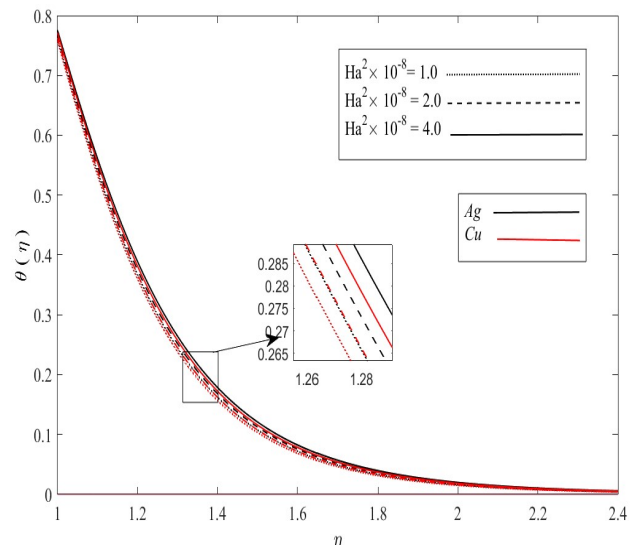 0.8
0.7
0.6
0.5
0.4
0.3
0.2
0.1
0
θ ( η )
Ha² × 10⁻⁸ = 1.0
Ha² × 10⁻⁸ = 2.0
Ha² × 10⁻⁸ = 4.0
Ag
Cu
0.285
0.28
0.275
0.27
0.265
1.26 1.28
1 1.2 1.4 1.6 1.8 2 2.2 2.4
η